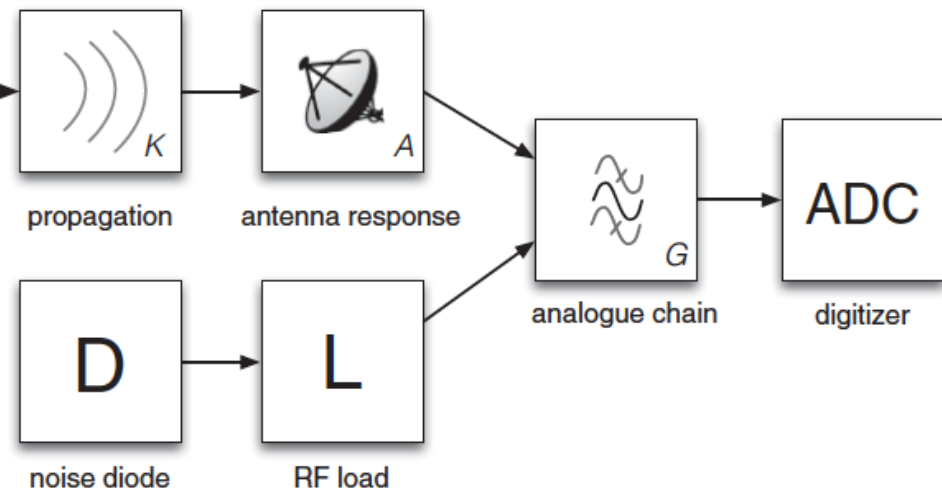 K
A
propagation
antenna response
G
ADC
analogue chain
digitizer
D
L
noise diode
RF load